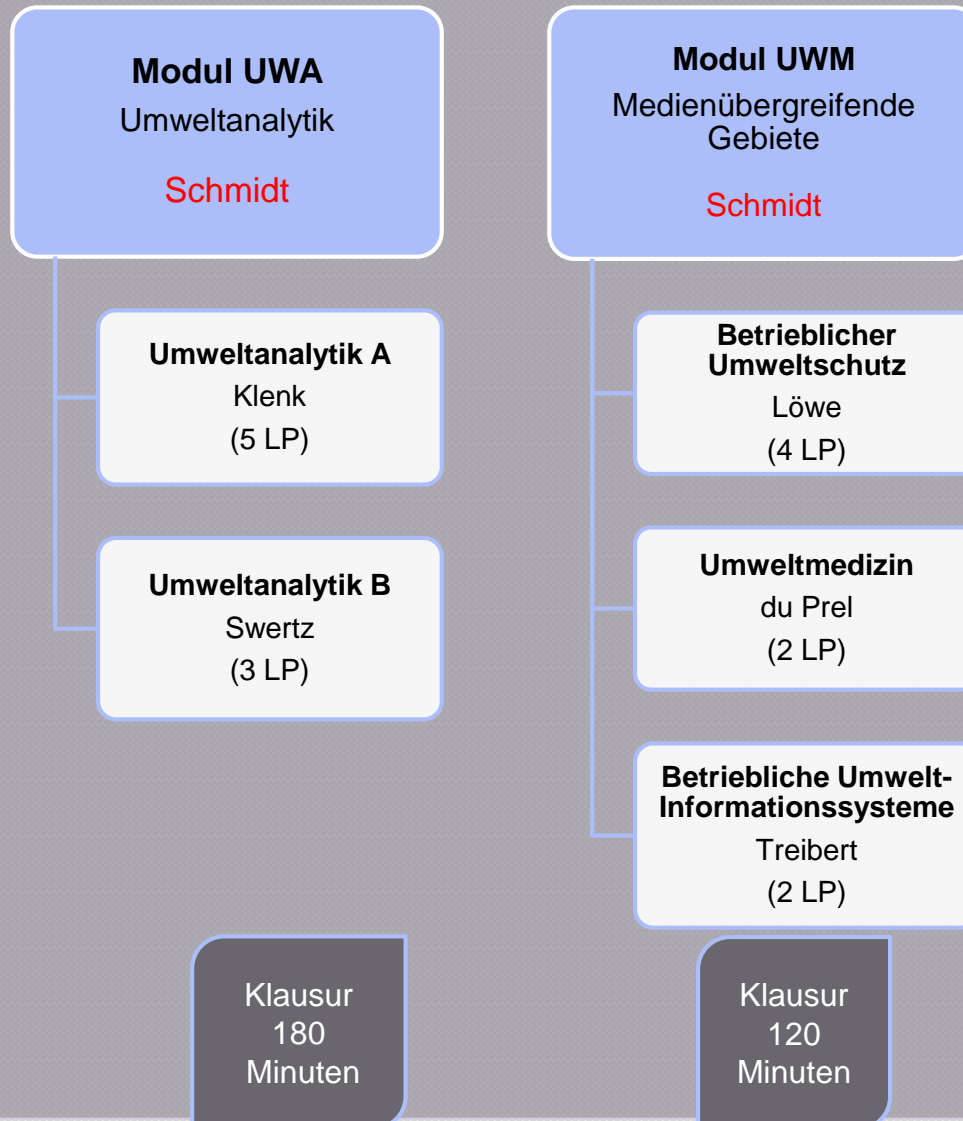 Modul UWA
Umweltanalytik
Schmidt
Umweltanalytik A
Klenk
(5 LP)
Umweltanalytik B
Swertz
(3 LP)
Klausur
180
Minuten
Modul UWM
Medienübergreifende
Gebiete
Schmidt
Betrieblicher
Umweltschutz
Löwe
(4 LP)
Umweltmedizin
du Prel
(2 LP)
Betriebliche Umwelt-
Informationssysteme
Treibert
(2 LP)
Klausur
120
Minuten